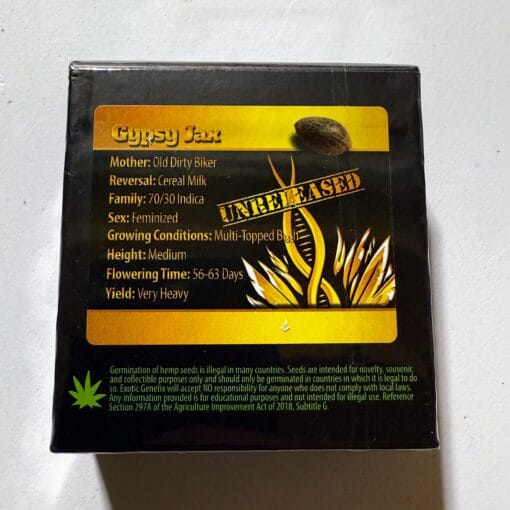 Gypsy Jax
Mother: Old Dirty Biker
Reversal: Cereal Milk
Family: 70/30 Indica
UNRELEASED
Sex: Feminized
Growing Conditions: Multi-Topped Bush
Height: Medium
Flowering Time: 56-63 Days
Yield: Very Heavy
Germination of hemp seeds is illegal in many countries. Seeds are intended for novelty, souvenir,
and collectible purposes only and should only be germinated in countries in which it is legal to do
so. Exotic Genetix will accept NO responsibility for anyone who does not comply with local laws.
Any information provided is for educational purposes and not intended for illegal use. Reference
Section 297A of the Agriculture Improvement Act of 2018, Subtitle G.